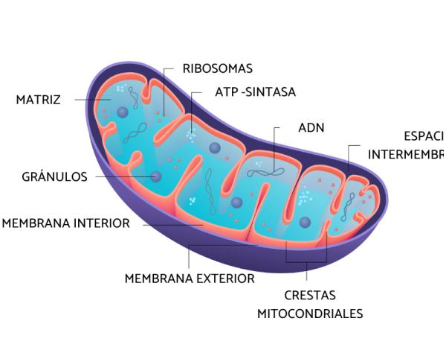 RIBOSOMAS
ATP -SINTASA
MATRIZ
ADN
ESPACI
INTERMEMBR
GRÁNULOS
MEMBRANA INTERIOR
MEMBRANA EXTERIOR
CRESTAS
MITOCONDRIALES